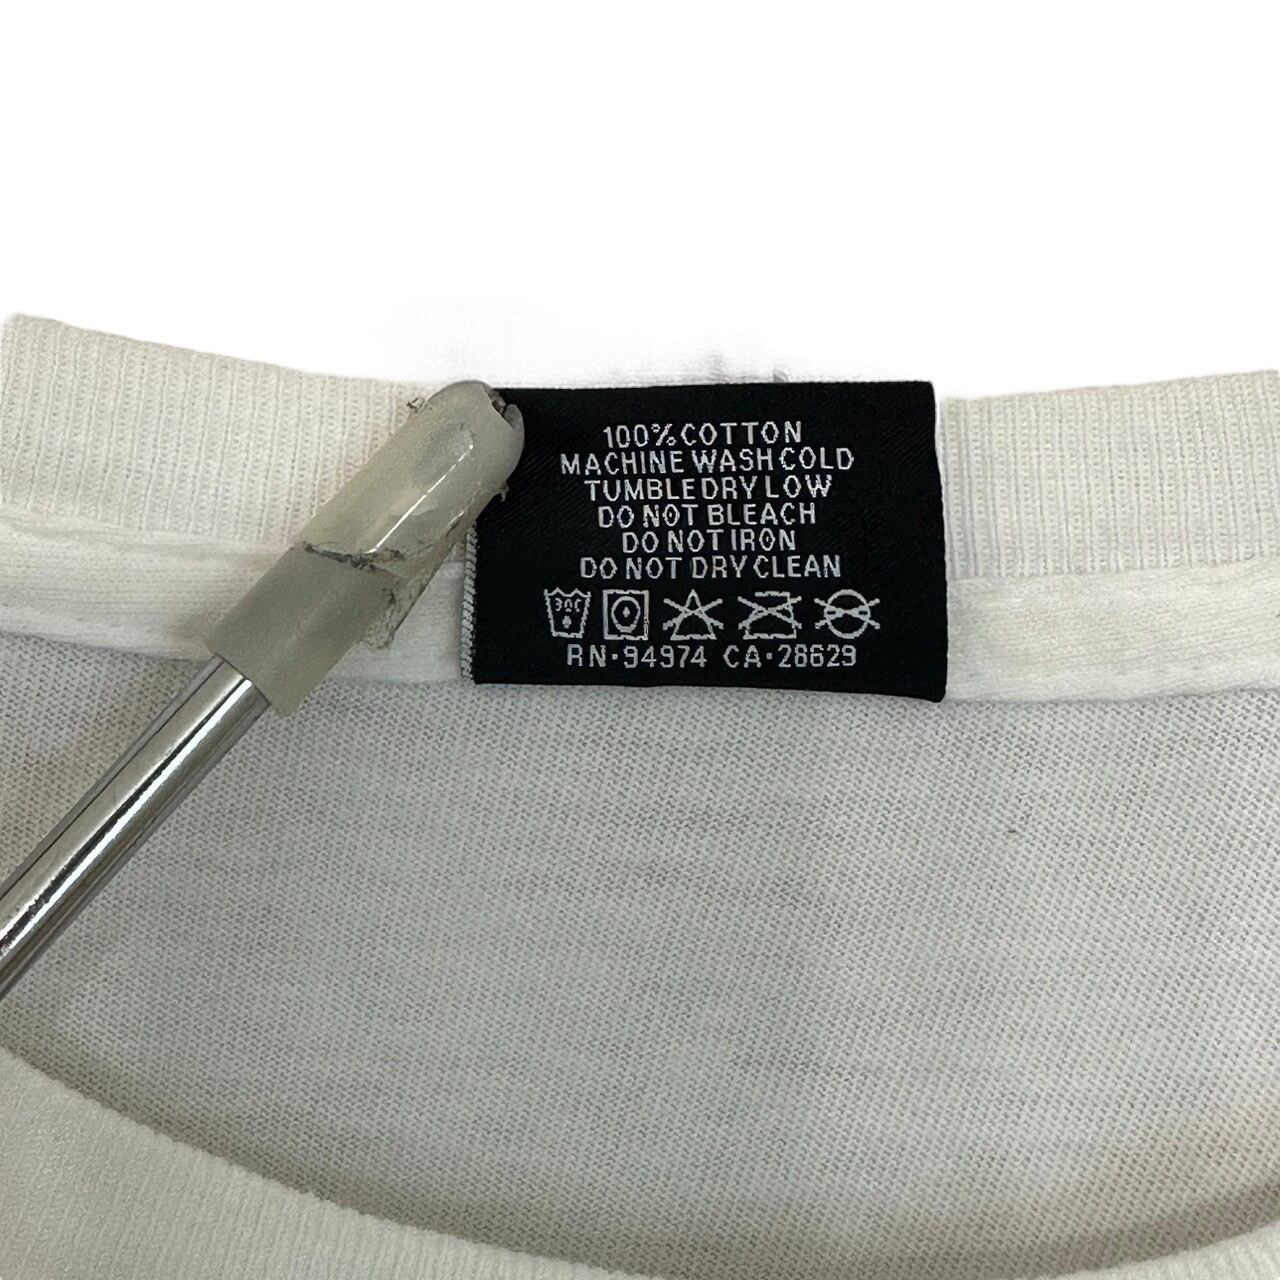 100% COTTON
MACHINE WASH COLD
TUMBLE DRY LOW
DO NOT BLEACH
DO NOT IRON
DO NOT DRY CLEAN
30C
RN·94974 CA·28629